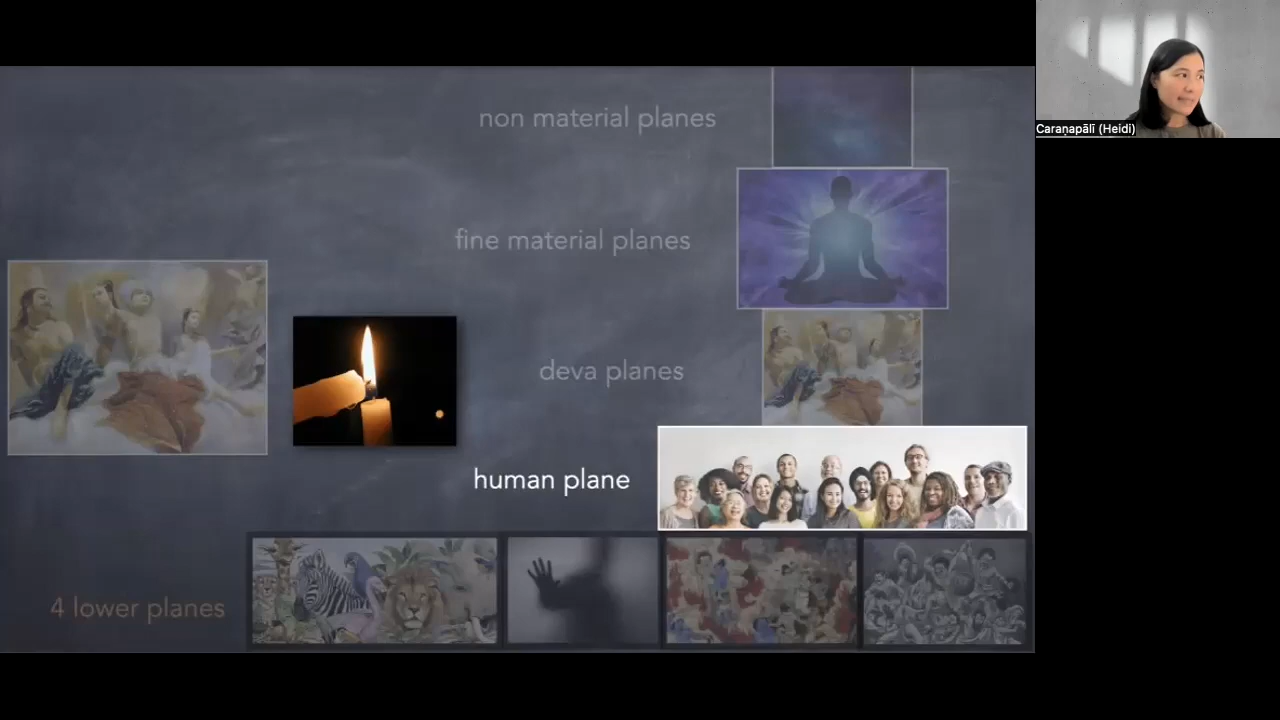 non material planes
Caraṇapālī (Heidi)
fine material planes
deva planes
human plane
4 lower planes